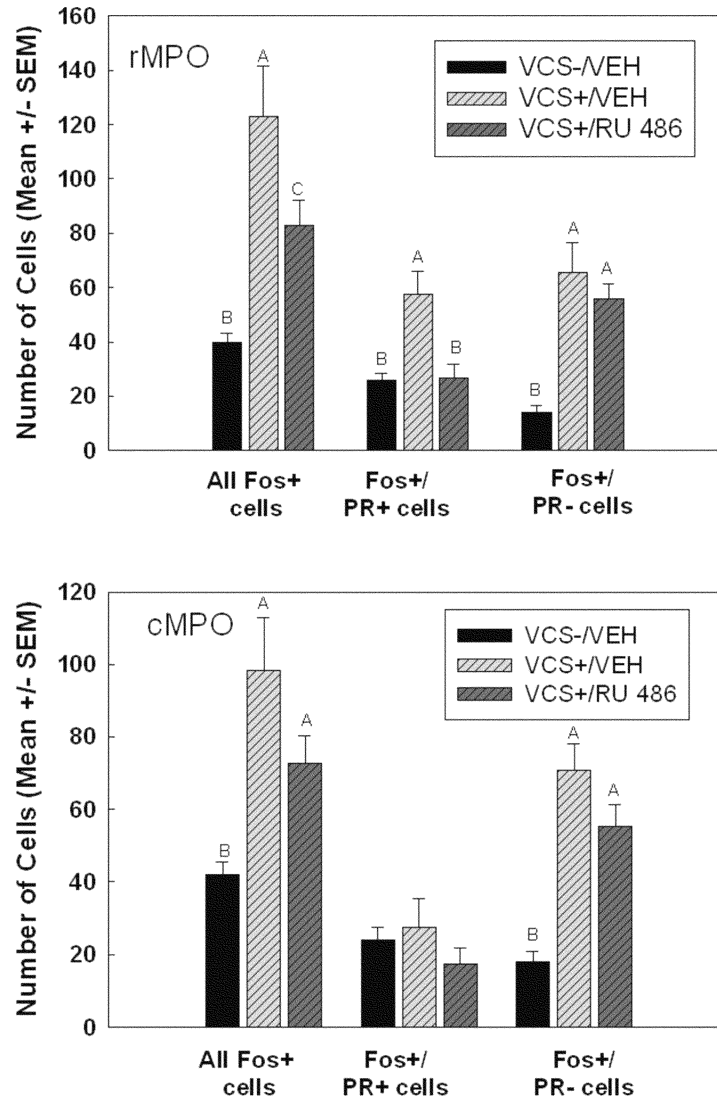 160
140
120
100
80
60
40
20
0
Number of Cells (Mean +/- SEM)
rMPO
VCS-/VEH
VCS+/VEH
VCS+/RU 486
B
A
C
B
A
B
B
A
A
All Fos+
cells
Fos+/
PR+ cells
Fos+/
PR- cells
120
100
80
60
40
20
0
Number of Cells (Mean +/- SEM)
cMPO
VCS-/VEH
VCS+/VEH
VCS+/RU 486
B
A
A
B
A
A
All Fos+
cells
Fos+/
PR+ cells
Fos+/
PR- cells